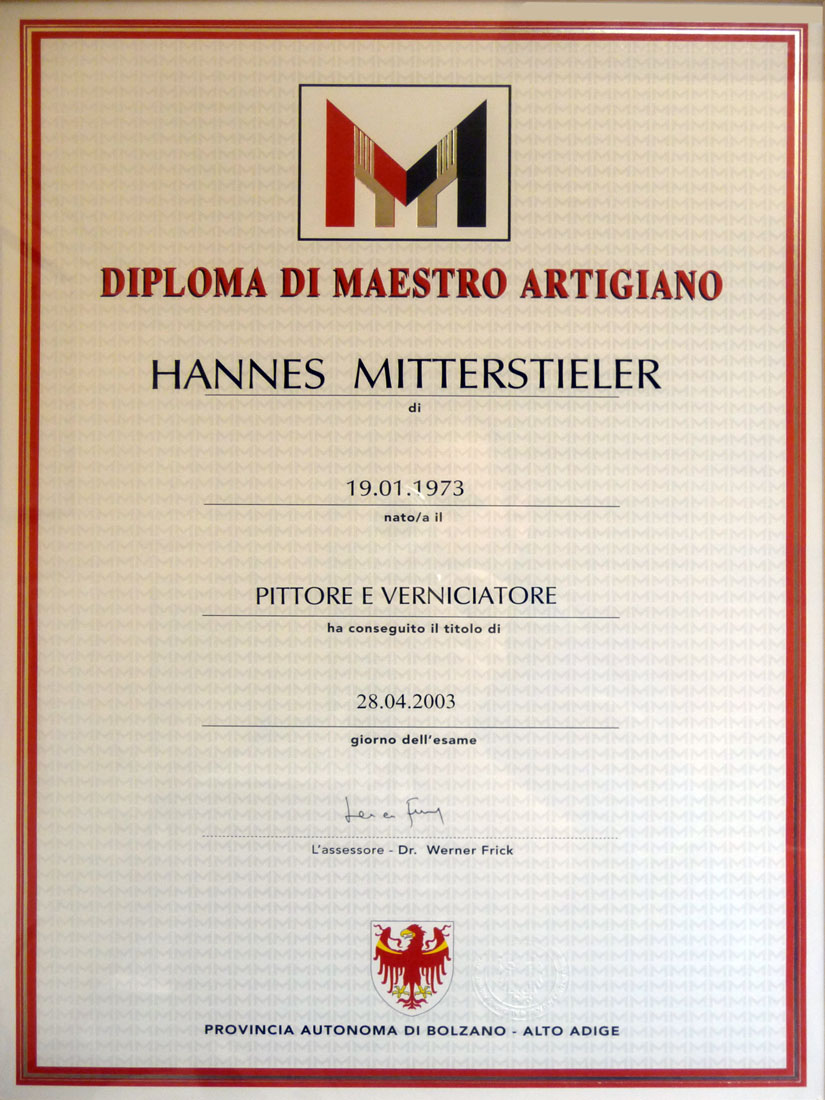 DIPLOMA DI MAESTRO ARTIGIANO
HANNES MITTERSTIELER
di
19.01.1973
nato/a il
PITTORE E VERNICIATORE
ha conseguito il titolo di
28.04.2003
giorno dell'esame
L'assessore - Dr. Werner Frick
PROVINCIA AUTONOMA DI BOLZANO - ALTO ADIGE